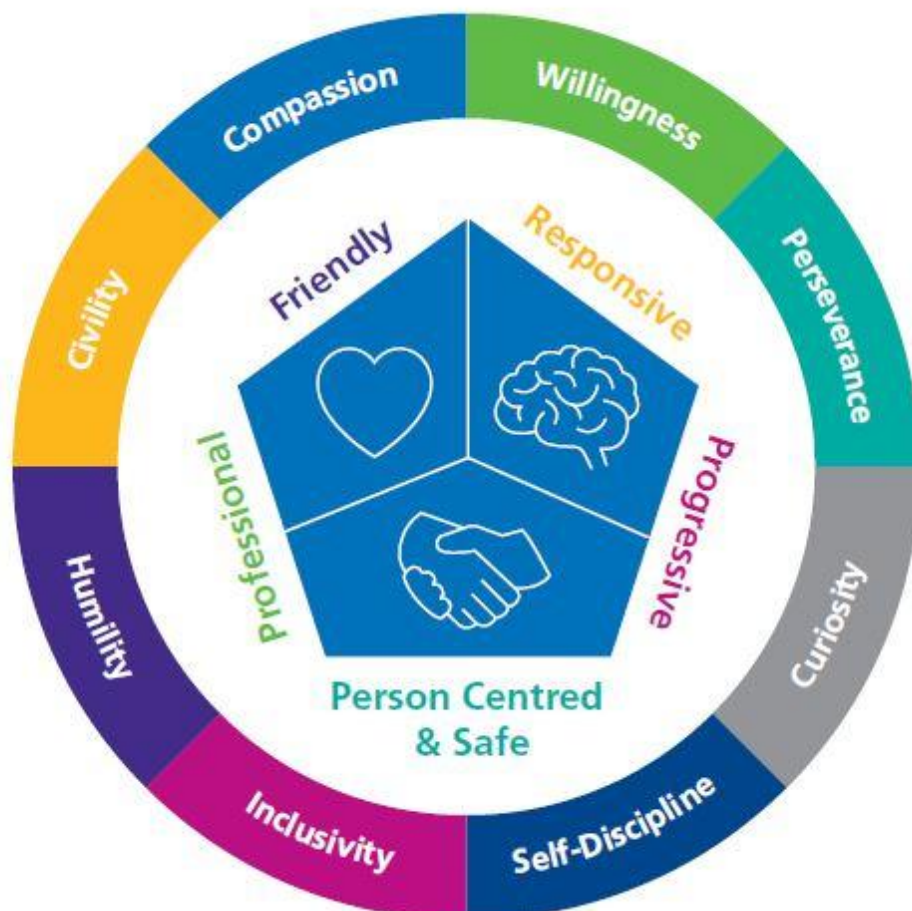 Compassion
Willingness
Perseverance
Curiosity
Self-Discipline
Inclusivity
Humility
Civility
Friendly
Responsive
Progressive
Person Centred
& Safe
Professional